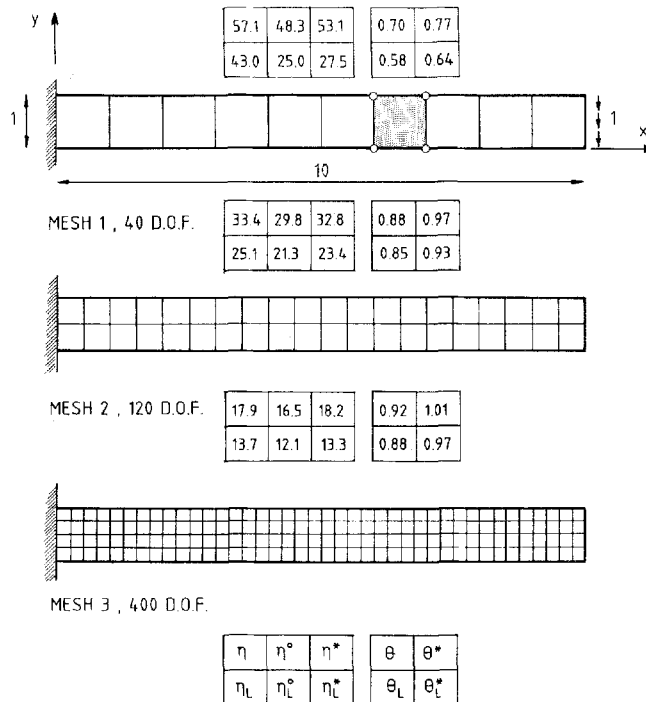 y
57.1 48.3 53.1 0.70 0.77
43.0 25.0 27.5 0.58 0.64
1 1
x
10
MESH 1 , 40 D.O.F.
33.4 29.8 32.8 0.88 0.97
25.1 21.3 23.4 0.85 0.93
MESH 2 , 120 D.O.F.
17.9 16.5 18.2 0.92 1.01
13.7 12.1 13.3 0.88 0.97
MESH 3 , 400 D.O.F.
η η° η* θ θ*
η_L η°_L η*_L θ_L θ*_L